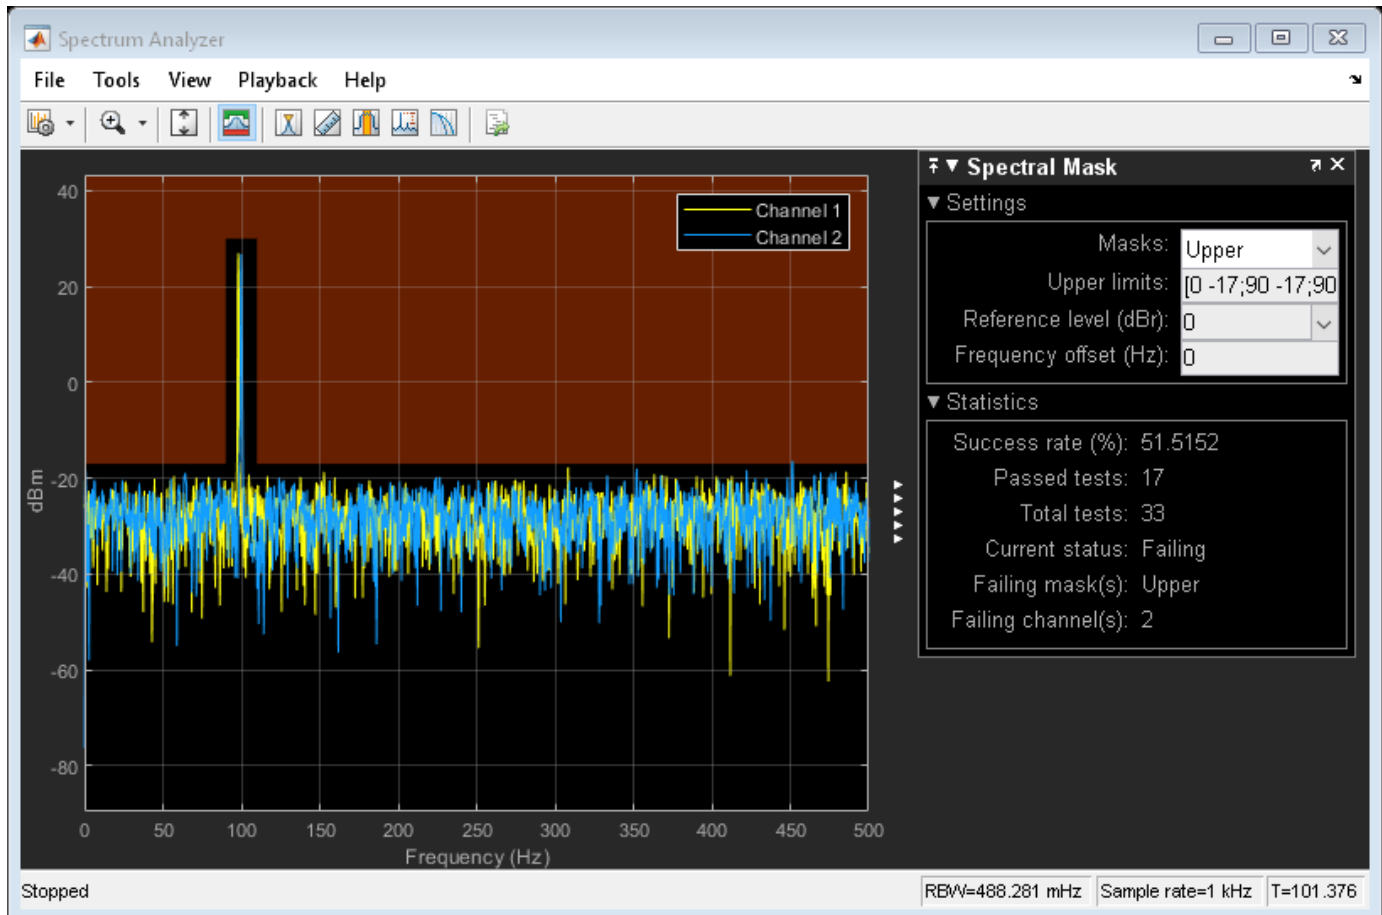 Spectrum Analyzer
File Tools View Playback Help
Spectral Mask
Settings
Masks: Upper
Upper limits: [0 -17;90 -17;90
Reference level (dBr): 0
Frequency offset (Hz): 0
Statistics
Success rate (%): 51.5152
Passed tests: 17
Total tests: 33
Current status: Failing
Failing mask(s): Upper
Failing channel(s): 2
Channel 1
Channel 2
40
20
0
-20
-40
-60
-80
dBm
0 50 100 150 200 250 300 350 400 450 500
Frequency (Hz)
Stopped
RBW=488.281 mHz Sample rate=1 kHz T=101.376